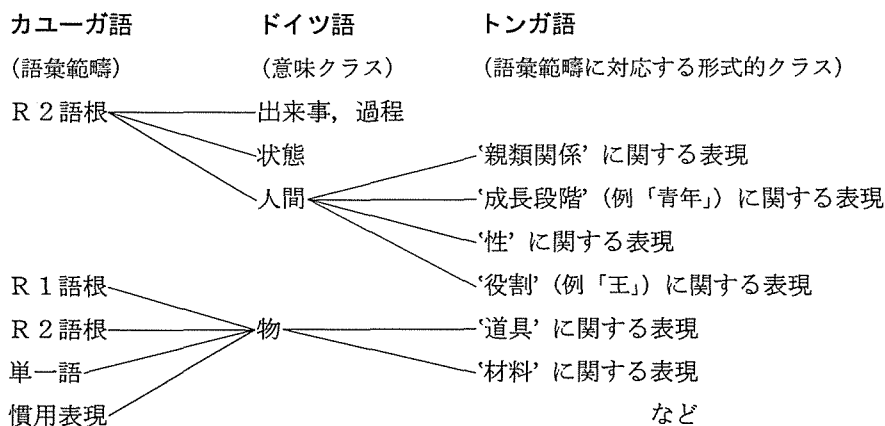 カユーガ語 ドイツ語 トンガ語
(語彙範疇) (意味クラス) (語彙範疇に対応する形式的クラス)
R2語根 出来事，過程
状態 ‘親類関係’に関する表現
人間 ‘成長段階’(例「青年」)に関する表現
‘性’に関する表現
R1語根 ‘役割’(例「王」)に関する表現
R2語根 物 ‘道具’に関する表現
単一語 ‘材料’に関する表現
慣用表現 など